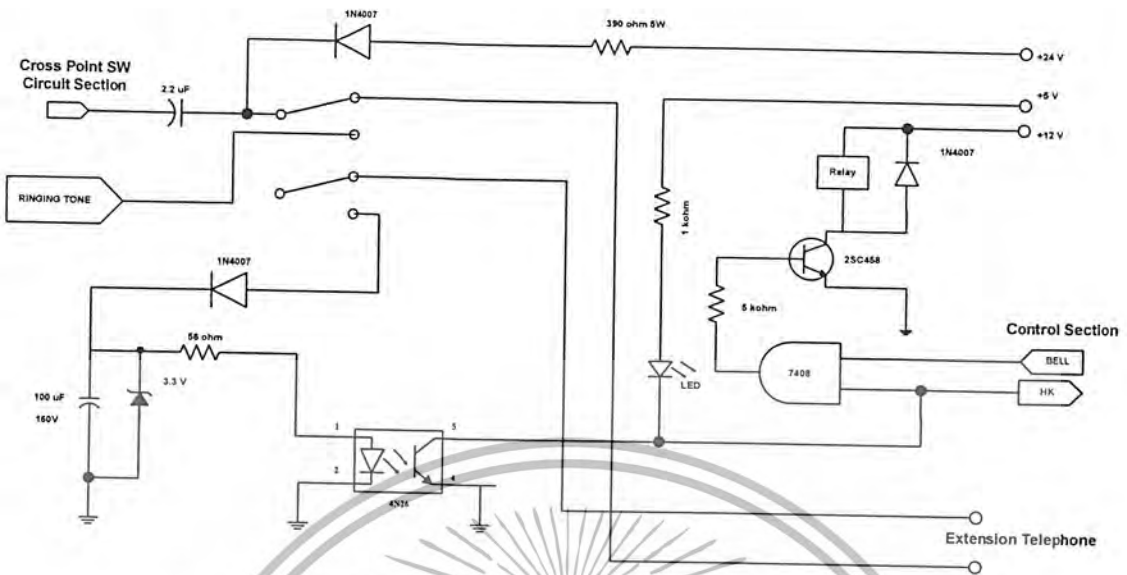 1N4007
390 ohm 5W
+24 V
Cross Point SW
Circuit Section
2.2 uF
+5 V
+12 V
1N4007
Relay
RINGING TONE
1 kohm
2SC458
1N4007
5 kohm
Control Section
56 ohm
BELL
7408
LED
3.3 V
HK
100 uF
160V
1
5
2
4
4N26
Extension Telephone